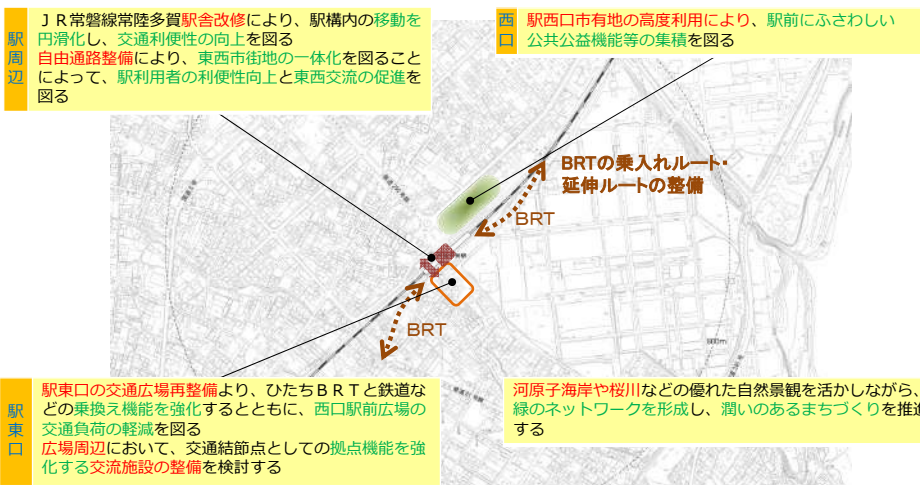 駅周辺
ＪＲ常磐線常陸多賀駅舎改修により、駅構内の移動を
円滑化し、交通利便性の向上を図る
自由通路整備により、東西市街地の一体化を図ること
によって、駅利用者の利便性向上と東西交流の促進を
図る
西口
駅西口市有地の高度利用により、駅前にふさわしい
公共公益機能等の集積を図る
BRTの乗入れルート・
延伸ルートの整備
BRT
BRT
800m
駅東口
駅東口の交通広場再整備より、ひたちＢＲＴと鉄道な
どの乗換え機能を強化するとともに、西口駅前広場の
交通負荷の軽減を図る
広場周辺において、交通結節点としての拠点機能を強
化する交流施設の整備を検討する
河原子海岸や桜川などの優れた自然景観を活かしながら、
緑のネットワークを形成し、潤いのあるまちづくりを推進
する